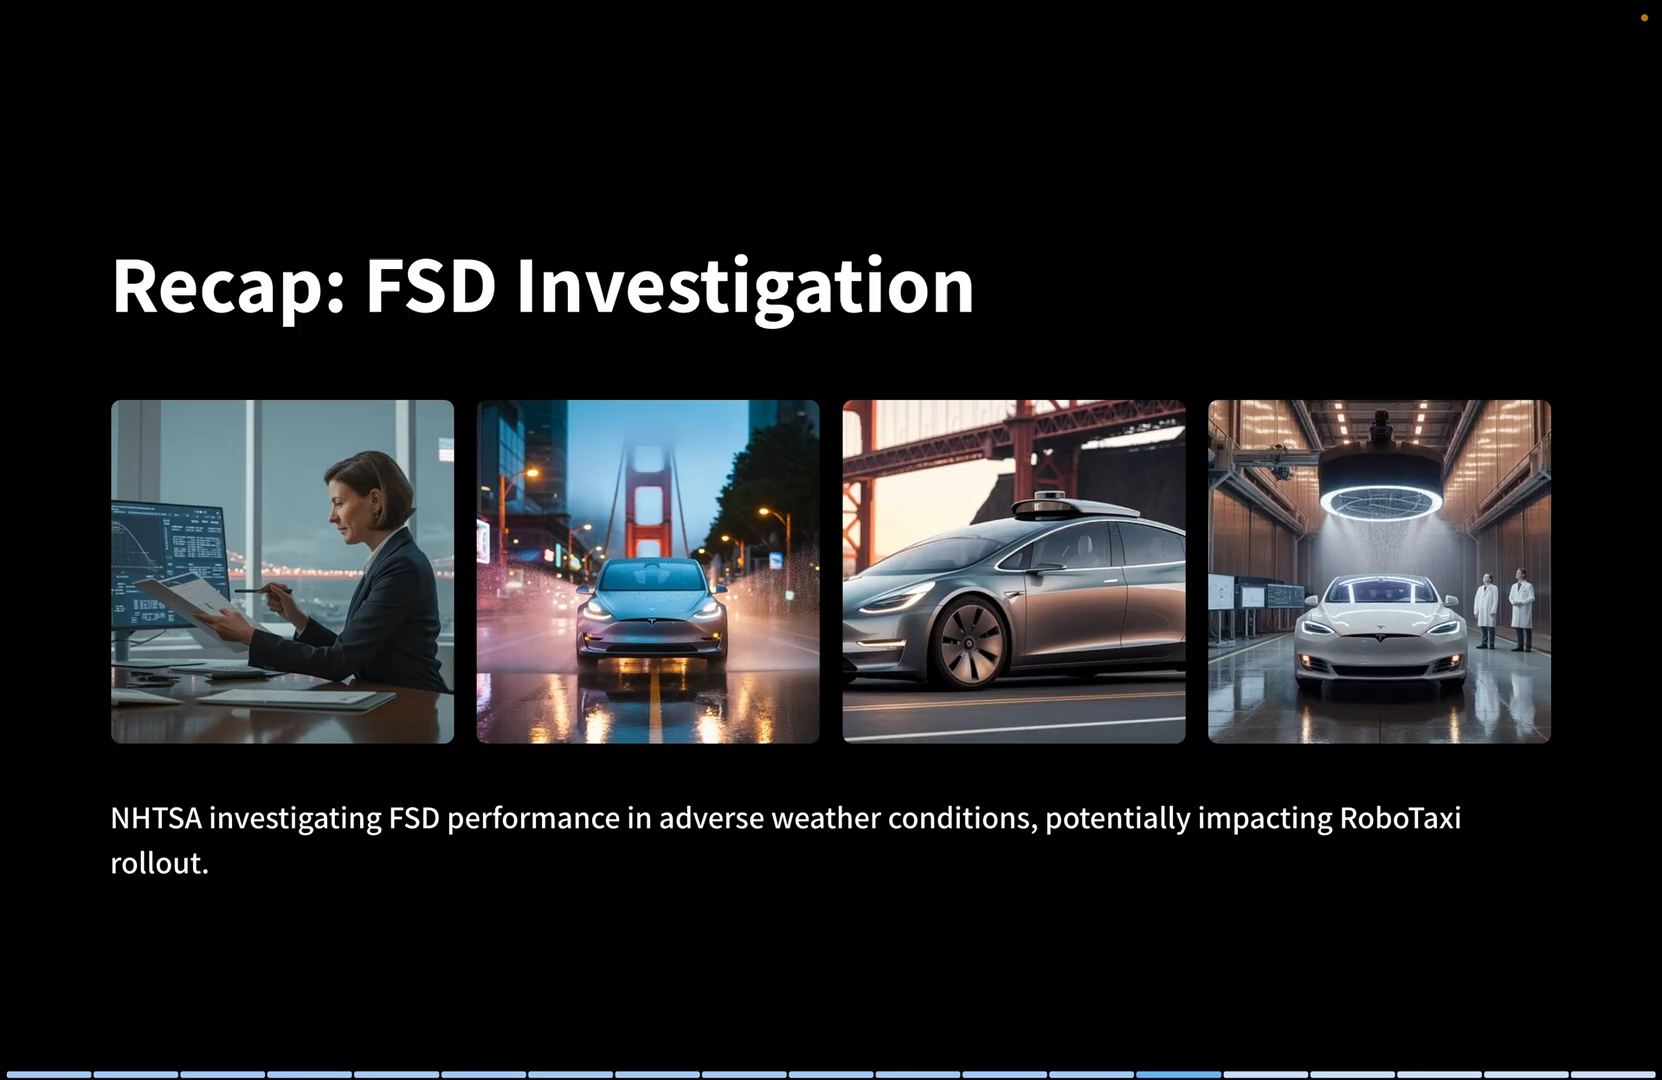 Recap: FSD Investigation
NHTSA investigating FSD performance in adverse weather conditions, potentially impacting RoboTaxi
rollout.